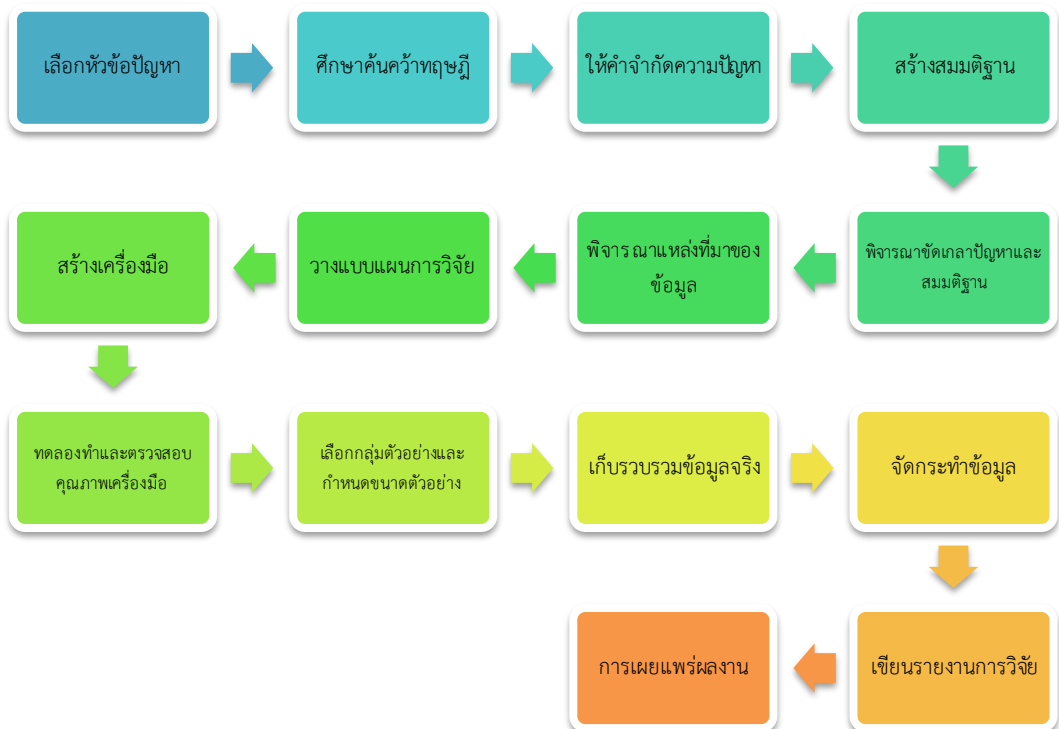 เลือกหัวข้อปัญหา
ศึกษาค้นคว้าทฤษฎี
ให้คำจำกัดความปัญหา
สร้างสมมติฐาน
พิจารณาขัดเกลาปัญหาและ
สมมติฐาน
พิจารณาแหล่งที่มาของ
ข้อมูล
วางแบบแผนการวิจัย
สร้างเครื่องมือ
ทดลองทำและตรวจสอบ
คุณภาพเครื่องมือ
เลือกกลุ่มตัวอย่างและ
กำหนดขนาดตัวอย่าง
เก็บรวบรวมข้อมูลจริง
จัดกระทำข้อมูล
เขียนรายงานการวิจัย
การเผยแพร่ผลงาน